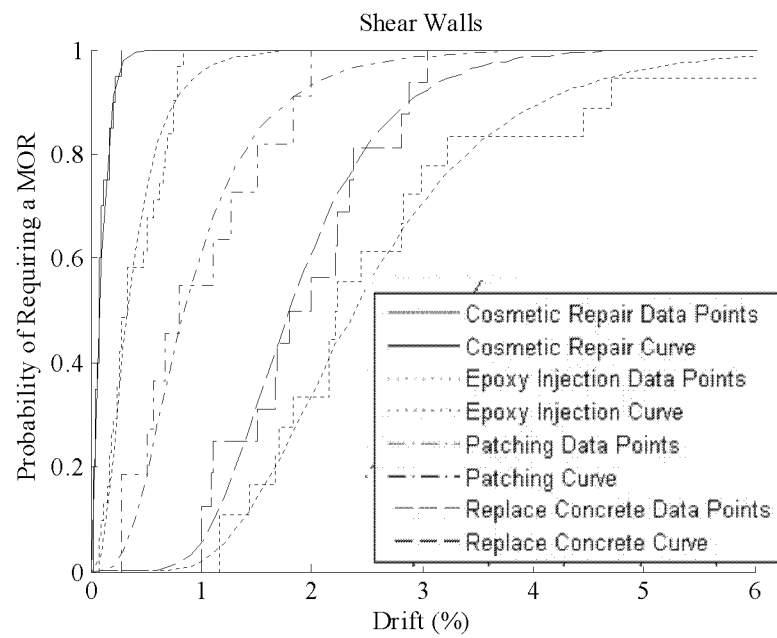 Shear Walls
Probability of Requiring a MOR
1
0.8
0.6
0.4
0.2
0
Cosmetic Repair Data Points
Cosmetic Repair Curve
Epoxy Injection Data Points
Epoxy Injection Curve
Patching Data Points
Patching Curve
Replace Concrete Data Points
Replace Concrete Curve
0 1 2 3 4 5 6
Drift (%)